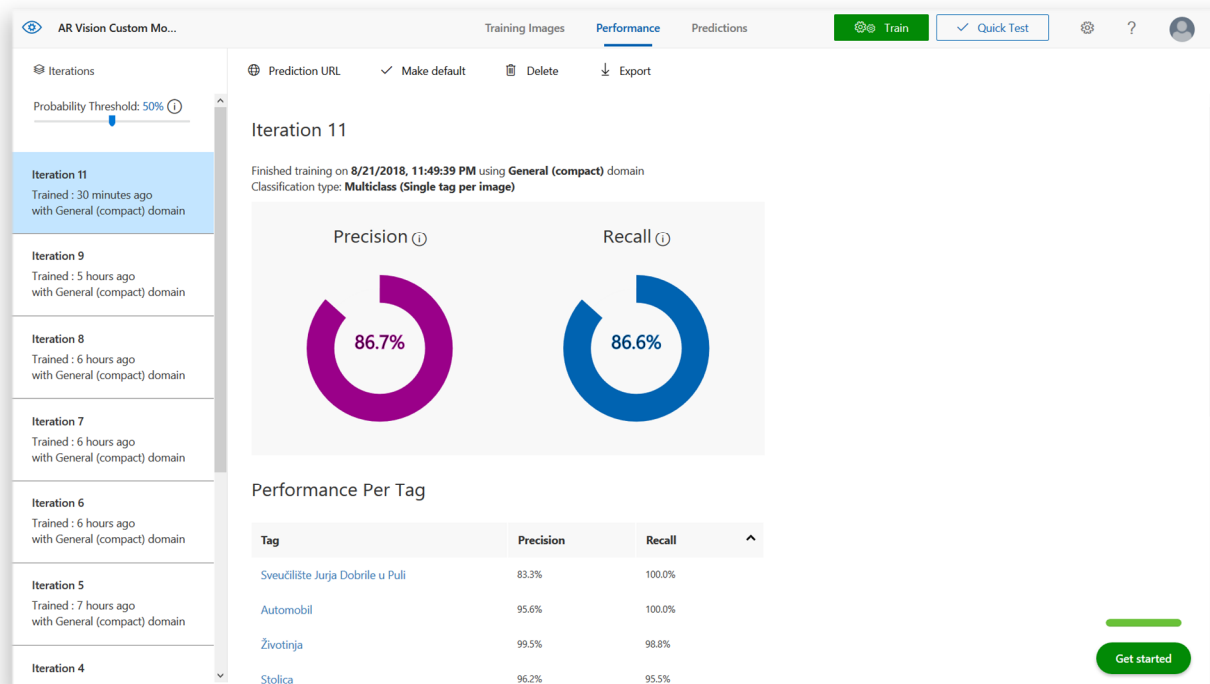 AR Vision Custom Mo...
Training Images
Performance
Predictions
Train
Quick Test
?
Iterations
Probability Threshold: 50%
Prediction URL
Make default
Delete
Export
Iteration 11
Trained : 30 minutes ago
with General (compact) domain
Iteration 9
Trained : 5 hours ago
with General (compact) domain
Iteration 8
Trained : 6 hours ago
with General (compact) domain
Iteration 7
Trained : 6 hours ago
with General (compact) domain
Iteration 6
Trained : 6 hours ago
with General (compact) domain
Iteration 5
Trained : 7 hours ago
with General (compact) domain
Iteration 4
Iteration 11
Finished training on 8/21/2018, 11:49:39 PM using General (compact) domain
Classification type: Multiclass (Single tag per image)
Precision
Recall
86.7%
86.6%
Performance Per Tag
Tag Precision Recall
Sveučilište Jurja Dobrile u Puli 83.3% 100.0%
Automobil 95.6% 100.0%
Životinja 99.5% 98.8%
Stolica 96.2% 95.5%
Get started